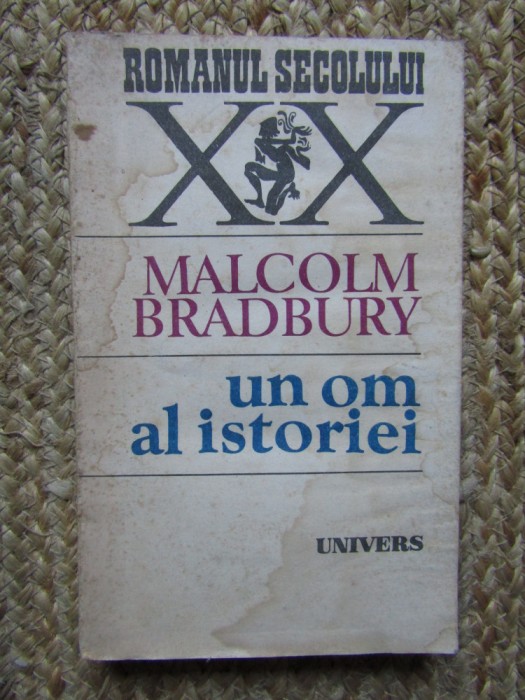 ROMANUL SECOLULUI
XX
MALCOLM
BRADBURY
un om
al istoriei
UNIVERS